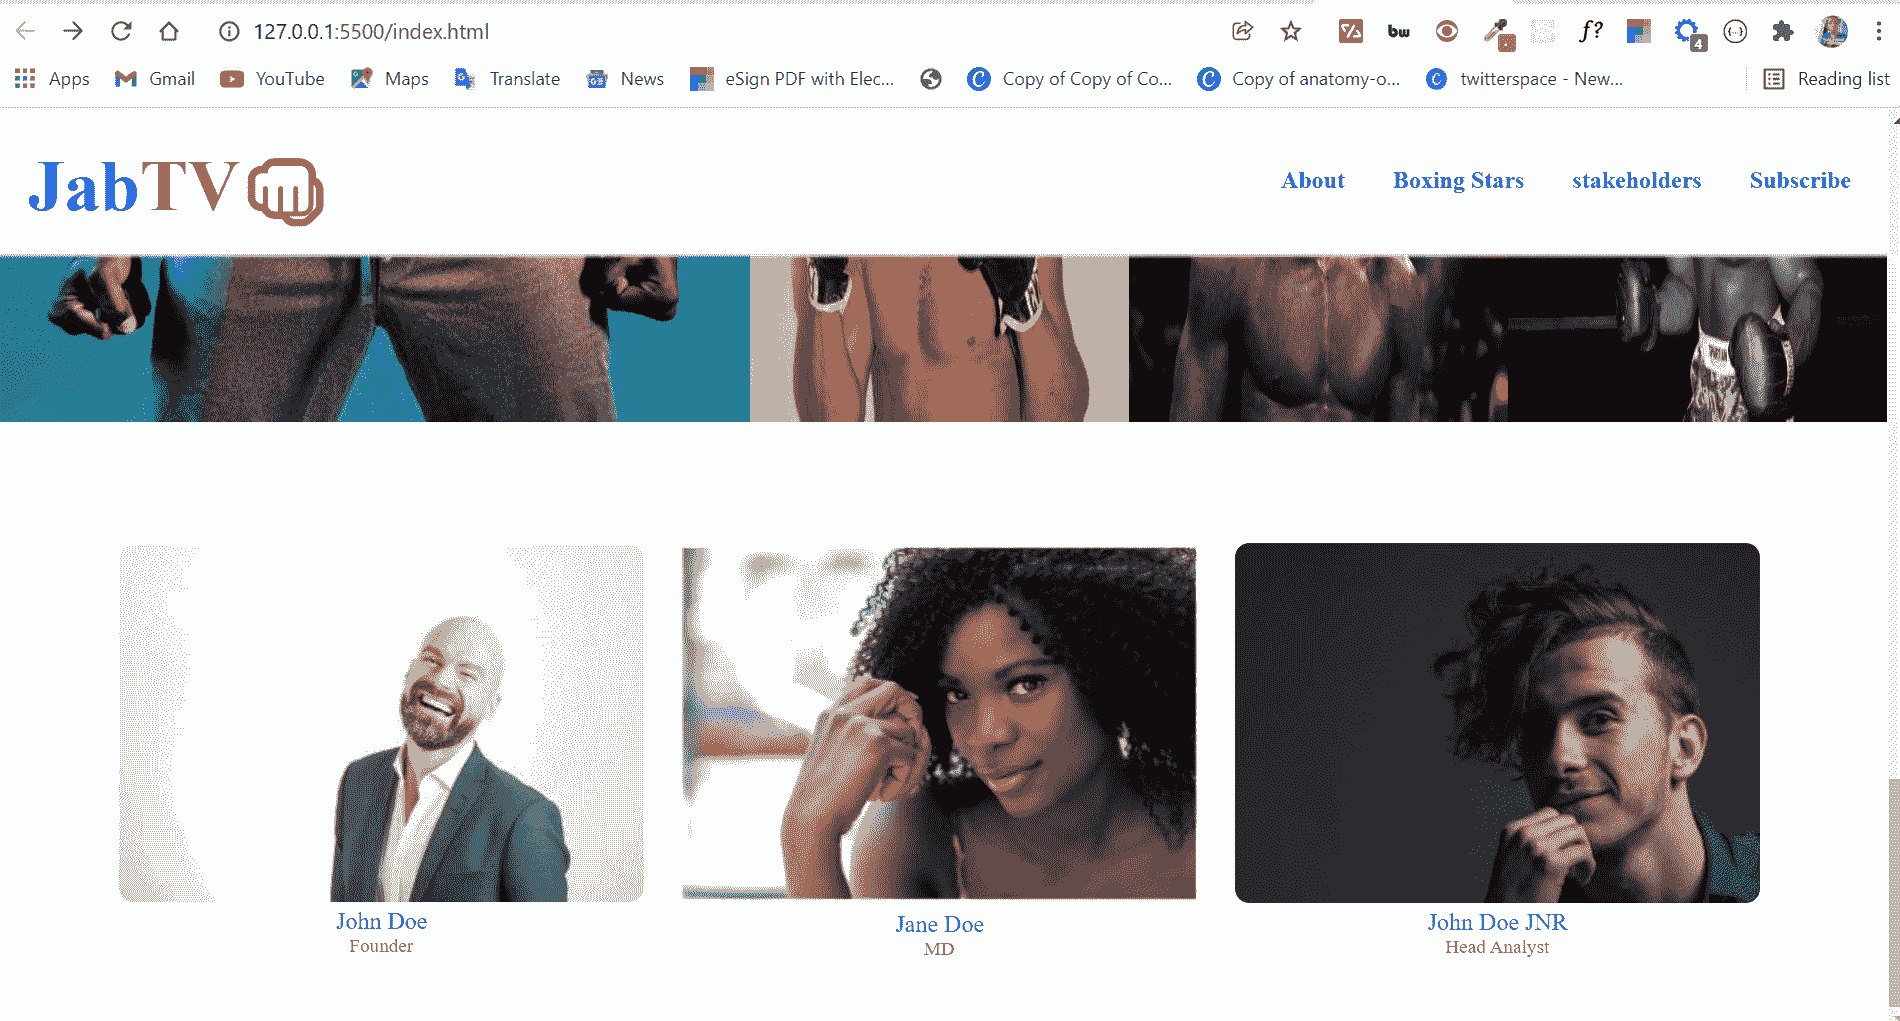 127.0.0.1:5500/index.html
bw
f?
4
Apps
Gmail
YouTube
Maps
Translate
News
eSign PDF with Elec...
Copy of Copy of Co...
Copy of anatomy-o...
twitterspace - New...
Reading list
JabTV
About
Boxing Stars
stakeholders
Subscribe
John Doe
Founder
Jane Doe
MD
John Doe JNR
Head Analyst